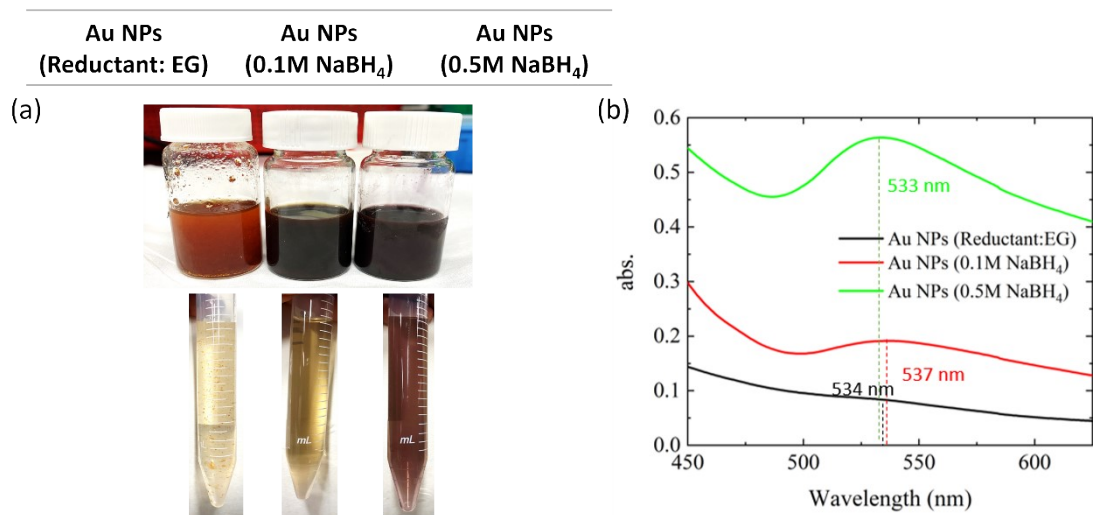 Au NPs
(Reductant: EG)
Au NPs
(0.1M NaBH₄)
Au NPs
(0.5M NaBH₄)
(a)
mL
mL
(b)
0.6
0.5
0.4
0.3
0.2
0.1
0.0
abs.
533 nm
Au NPs (Reductant:EG)
Au NPs (0.1M NaBH₄)
Au NPs (0.5M NaBH₄)
537 nm
534 nm
450
500
550
600
Wavelength (nm)